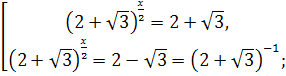 (2 + √3)^(x/2) = 2 + √3,
(2 + √3)^(x/2) = 2 − √3 = (2 + √3)^(−1);